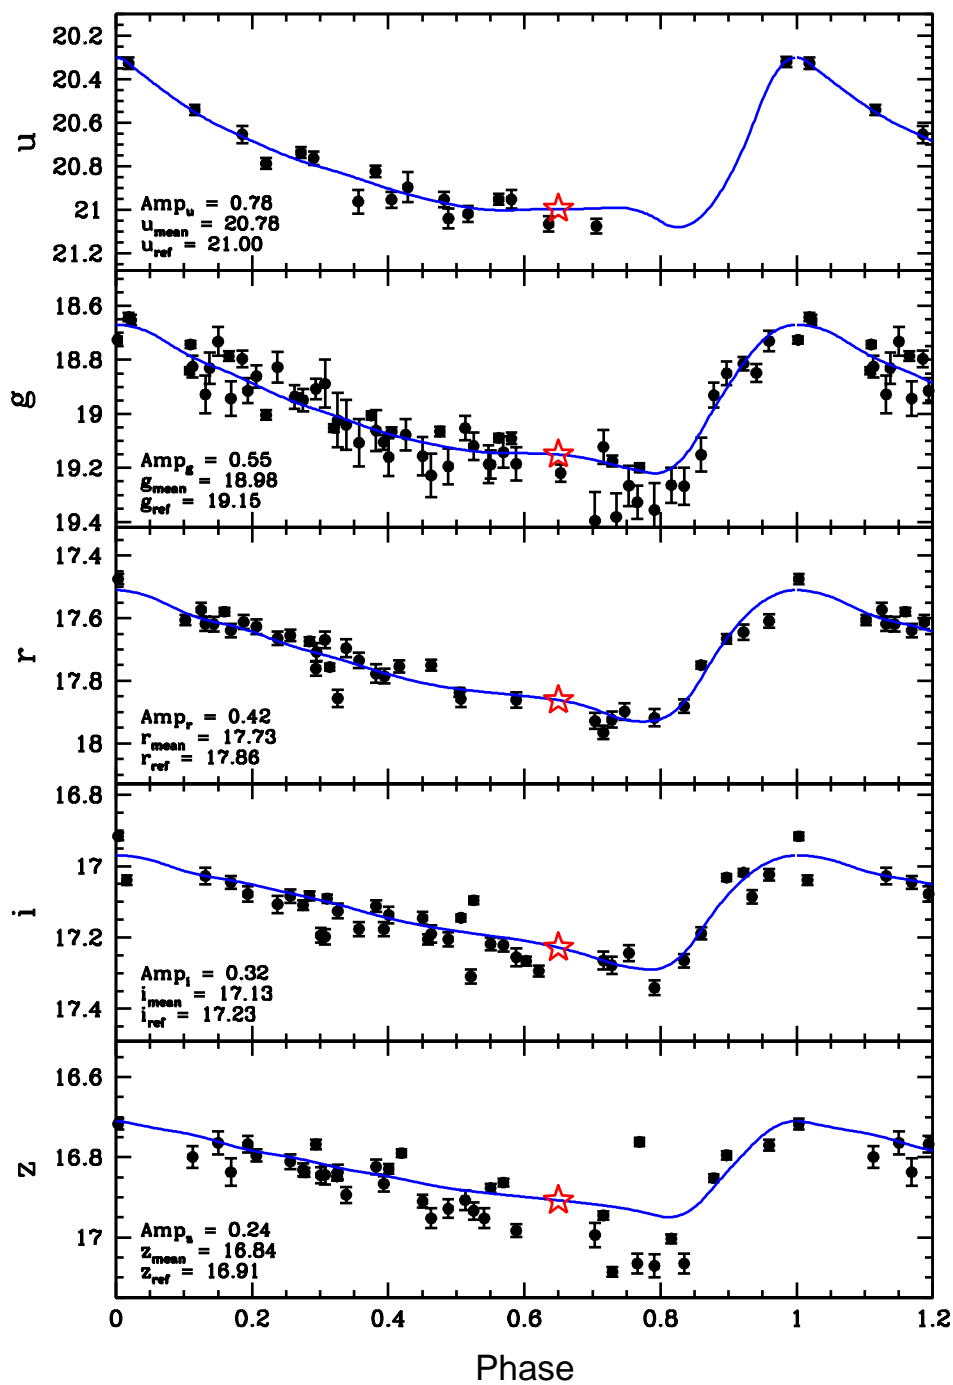 20.2
20.4
20.6
20.8
21
21.2
u
Amp_u = 0.78
u_mean = 20.78
u_ref = 21.00
18.6
18.8
19
19.2
19.4
g
Amp_g = 0.55
g_mean = 18.98
g_ref = 19.15
17.4
17.6
17.8
18
r
Amp_r = 0.42
r_mean = 17.73
r_ref = 17.86
16.8
17
17.2
17.4
i
Amp_i = 0.32
i_mean = 17.13
i_ref = 17.23
16.6
16.8
17
z
Amp_z = 0.24
z_mean = 16.84
z_ref = 16.91
0 0.2 0.4 0.6 0.8 1 1.2
Phase